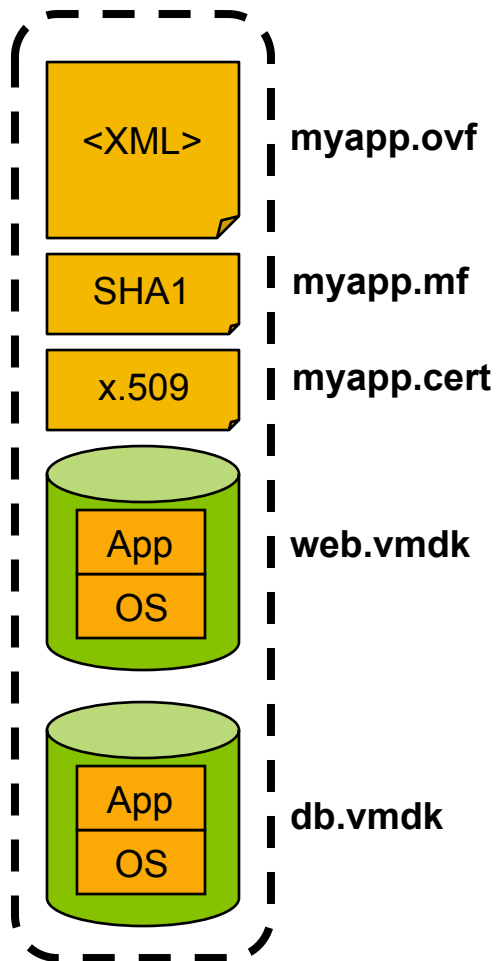 <XML>
myapp.ovf
SHA1
myapp.mf
x.509
myapp.cert
App
OS
web.vmdk
App
OS
db.vmdk